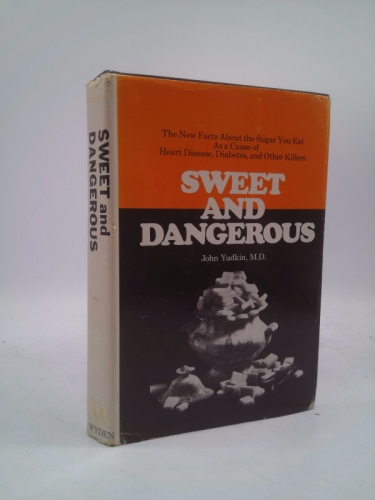 The New Facts About the Sugar You Eat
As a Cause of
Heart Disease, Diabetes, and Other Killers
SWEET
AND
DANGEROUS
John Yudkin, M.D.
SWEET and
DANGEROUS
WYDEN